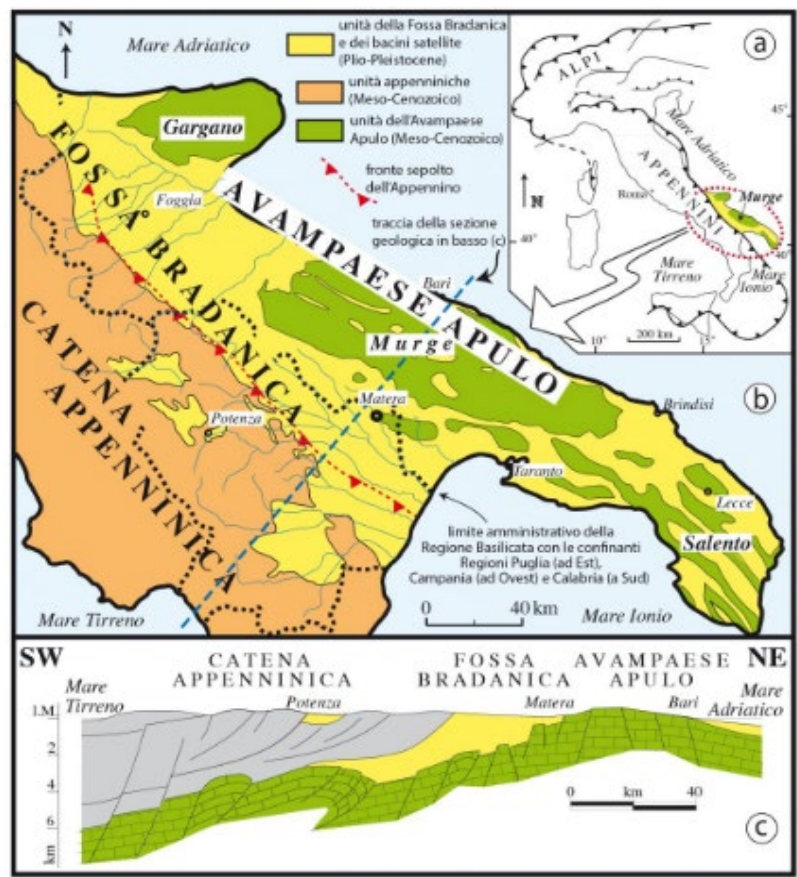 Mare Adriatico
N
unità della Fossa Bradanica
e dei bacini satellite
(Plio-Pleistocene)
unità appenniniche
(Meso-Cenozoico)
unità dell'Avampaese
Apulo (Meso-Cenozoico)
fronte sepolto
dell'Appennino
traccia della sezione
geologica in basso (c)
Gargano
Foggia
FOSSA BRADANICA
AVAMPAESE APULO
CATENA
APPENNINICA
Bari
Murge
Matera
Potenza
Brindisi
Taranto
Lecce
Salento
limite amministrativo della
Regione Basilicata con le confinanti
Regioni Puglia (ad Est),
Campania (ad Ovest) e Calabria (a Sud)
0 40 km
Mare Tirreno
Mare Ionio
b
a
ALPI
45°
Mare Adriatico
APPENNINI
Roma
Murge
N
40°
40°
Mare
Tirreno
Mare
Ionio
10°
200 km
15°
SW
CATENA
APPENNINICA
FOSSA
BRADANICA
AVAMPAESE
APULO
NE
Mare
Tirreno
Potenza
Matera
Bari
Mare
Adriatico
l.M.
2
4
6
km
0 km 40
c